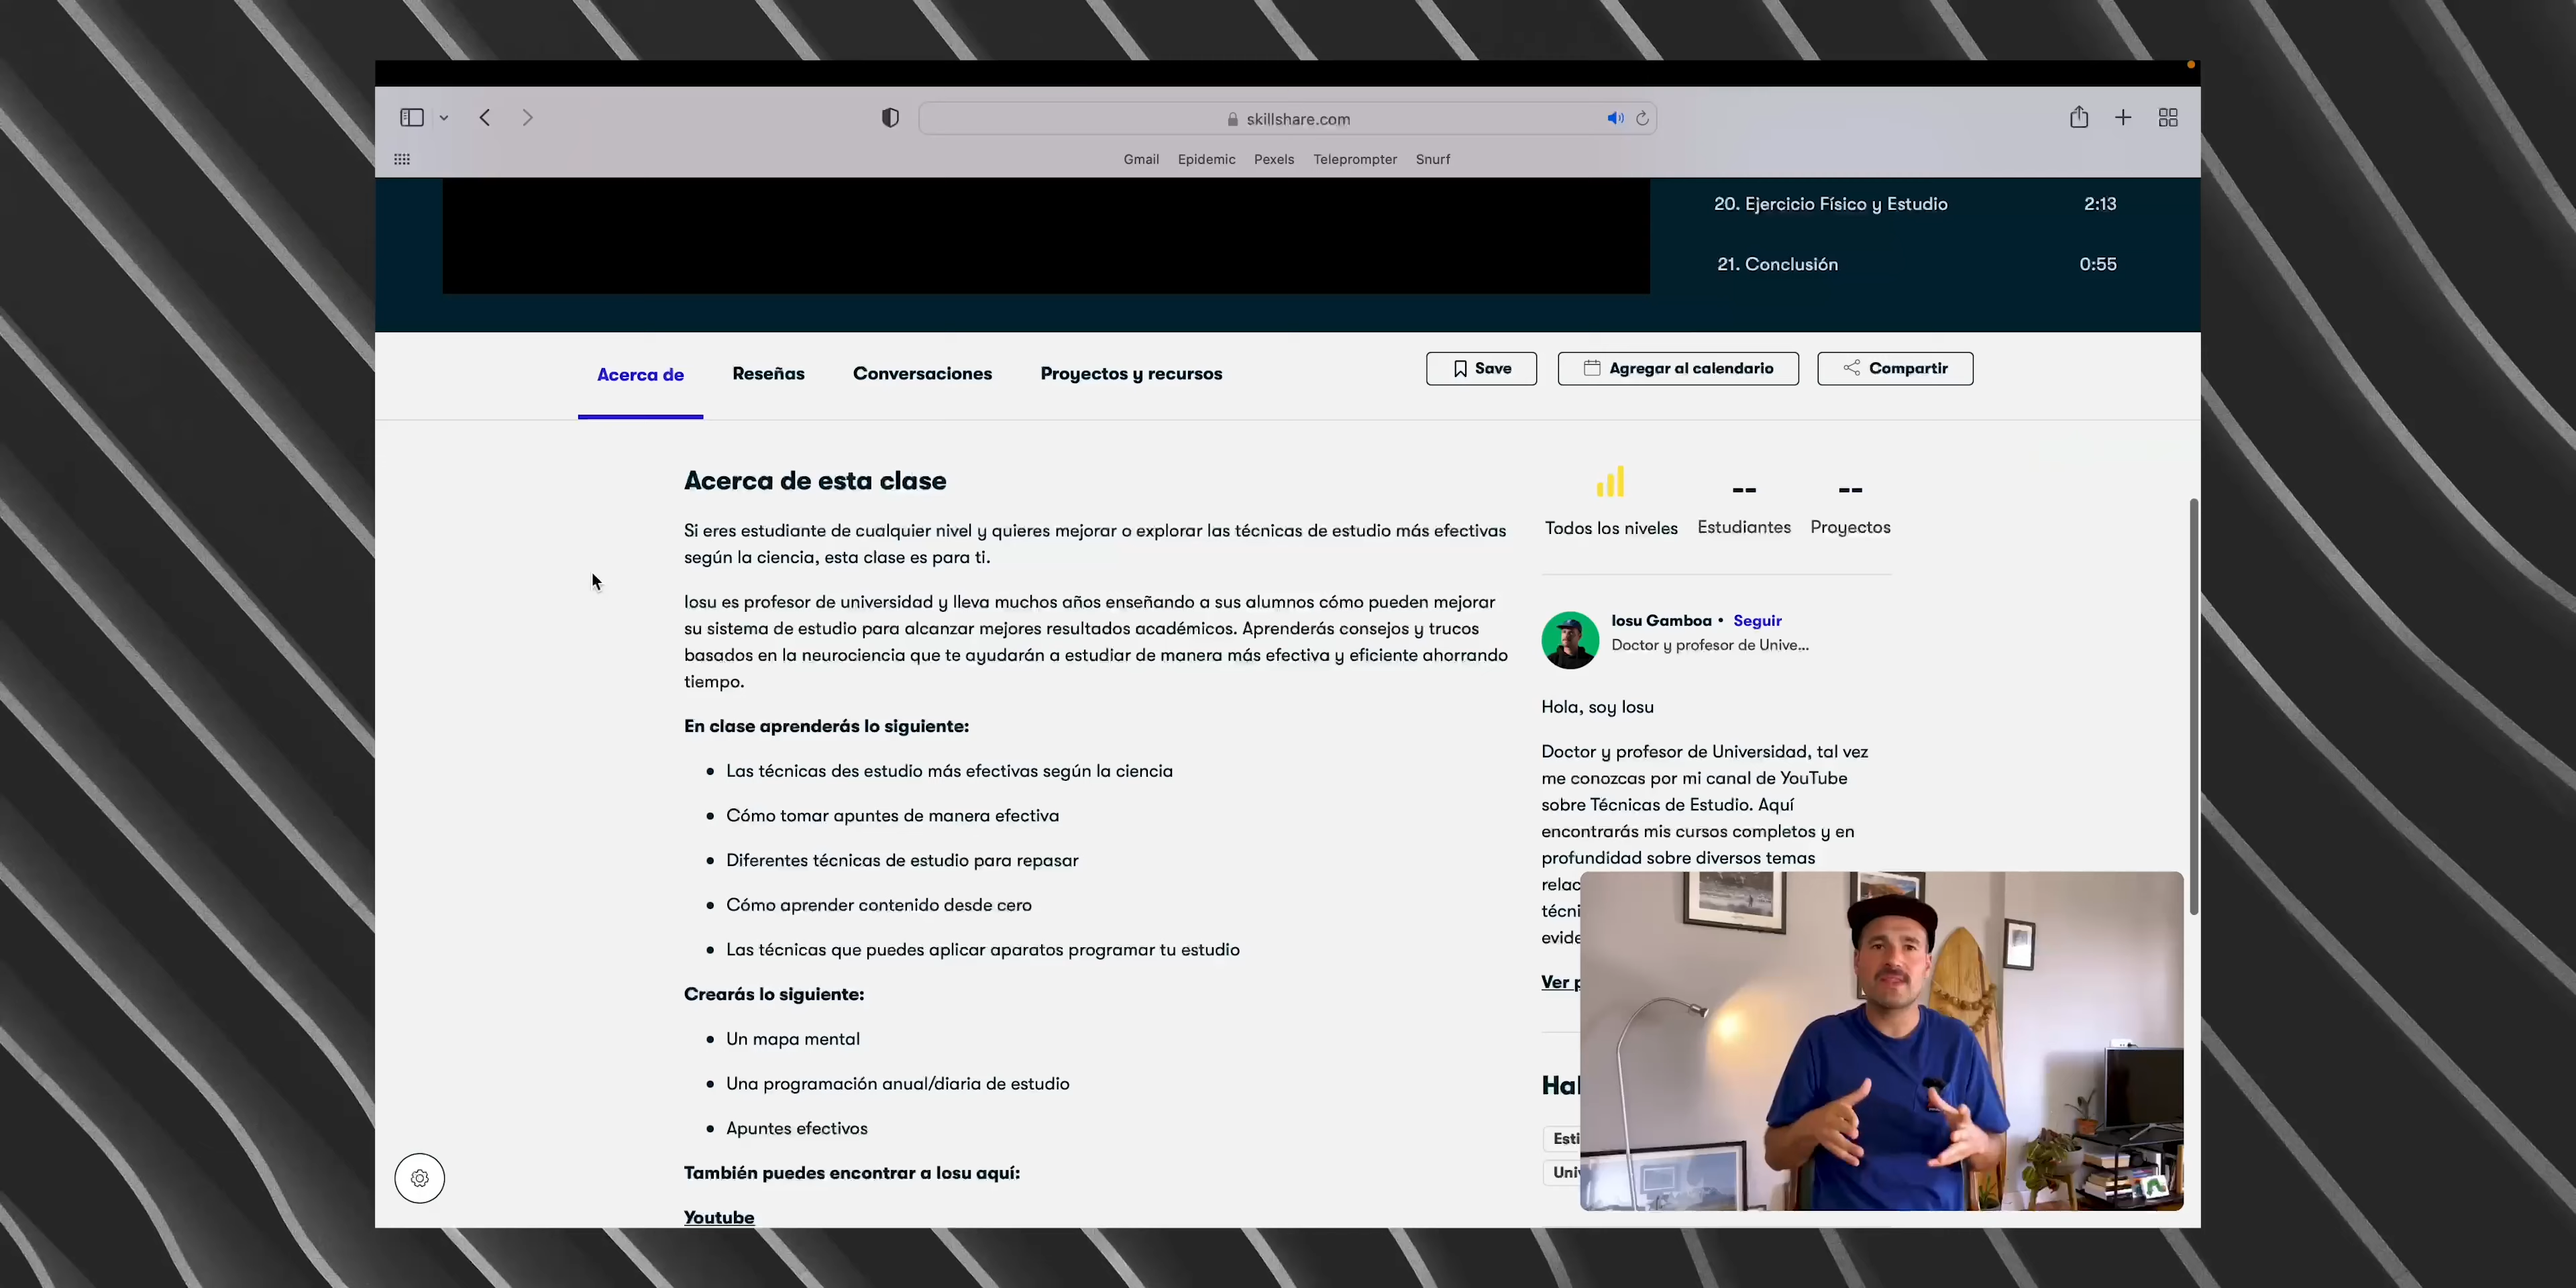 skillshare.com
Gmail Epidemic Pexels Teleprompter Snurf
20. Ejercicio Físico y Estudio 2:13
21. Conclusión 0:55
Acerca de Reseñas Conversaciones Proyectos y recursos
Save Agregar al calendario Compartir
Acerca de esta clase
Si eres estudiante de cualquier nivel y quieres mejorar o explorar las técnicas de estudio más efectivas
según la ciencia, esta clase es para ti.
Iosu es profesor de universidad y lleva muchos años enseñando a sus alumnos cómo pueden mejorar
su sistema de estudio para alcanzar mejores resultados académicos. Aprenderás consejos y trucos
basados en la neurociencia que te ayudarán a estudiar de manera más efectiva y eficiente ahorrando
tiempo.
En clase aprenderás lo siguiente:
• Las técnicas des estudio más efectivas según la ciencia
• Cómo tomar apuntes de manera efectiva
• Diferentes técnicas de estudio para repasar
• Cómo aprender contenido desde cero
• Las técnicas que puedes aplicar aparatos programar tu estudio
Crearás lo siguiente:
• Un mapa mental
• Una programación anual/diaria de estudio
• Apuntes efectivos
También puedes encontrar a Iosu aquí:
Youtube
-- --
Todos los niveles Estudiantes Proyectos
Iosu Gamboa • Seguir
Doctor y profesor de Unive...
Hola, soy Iosu
Doctor y profesor de Universidad, tal vez
me conozcas por mi canal de YouTube
sobre Técnicas de Estudio. Aquí
encontrarás mis cursos completos y en
profundidad sobre diversos temas
relac
técni
evide
Ver p
Hal
Esti
Univ